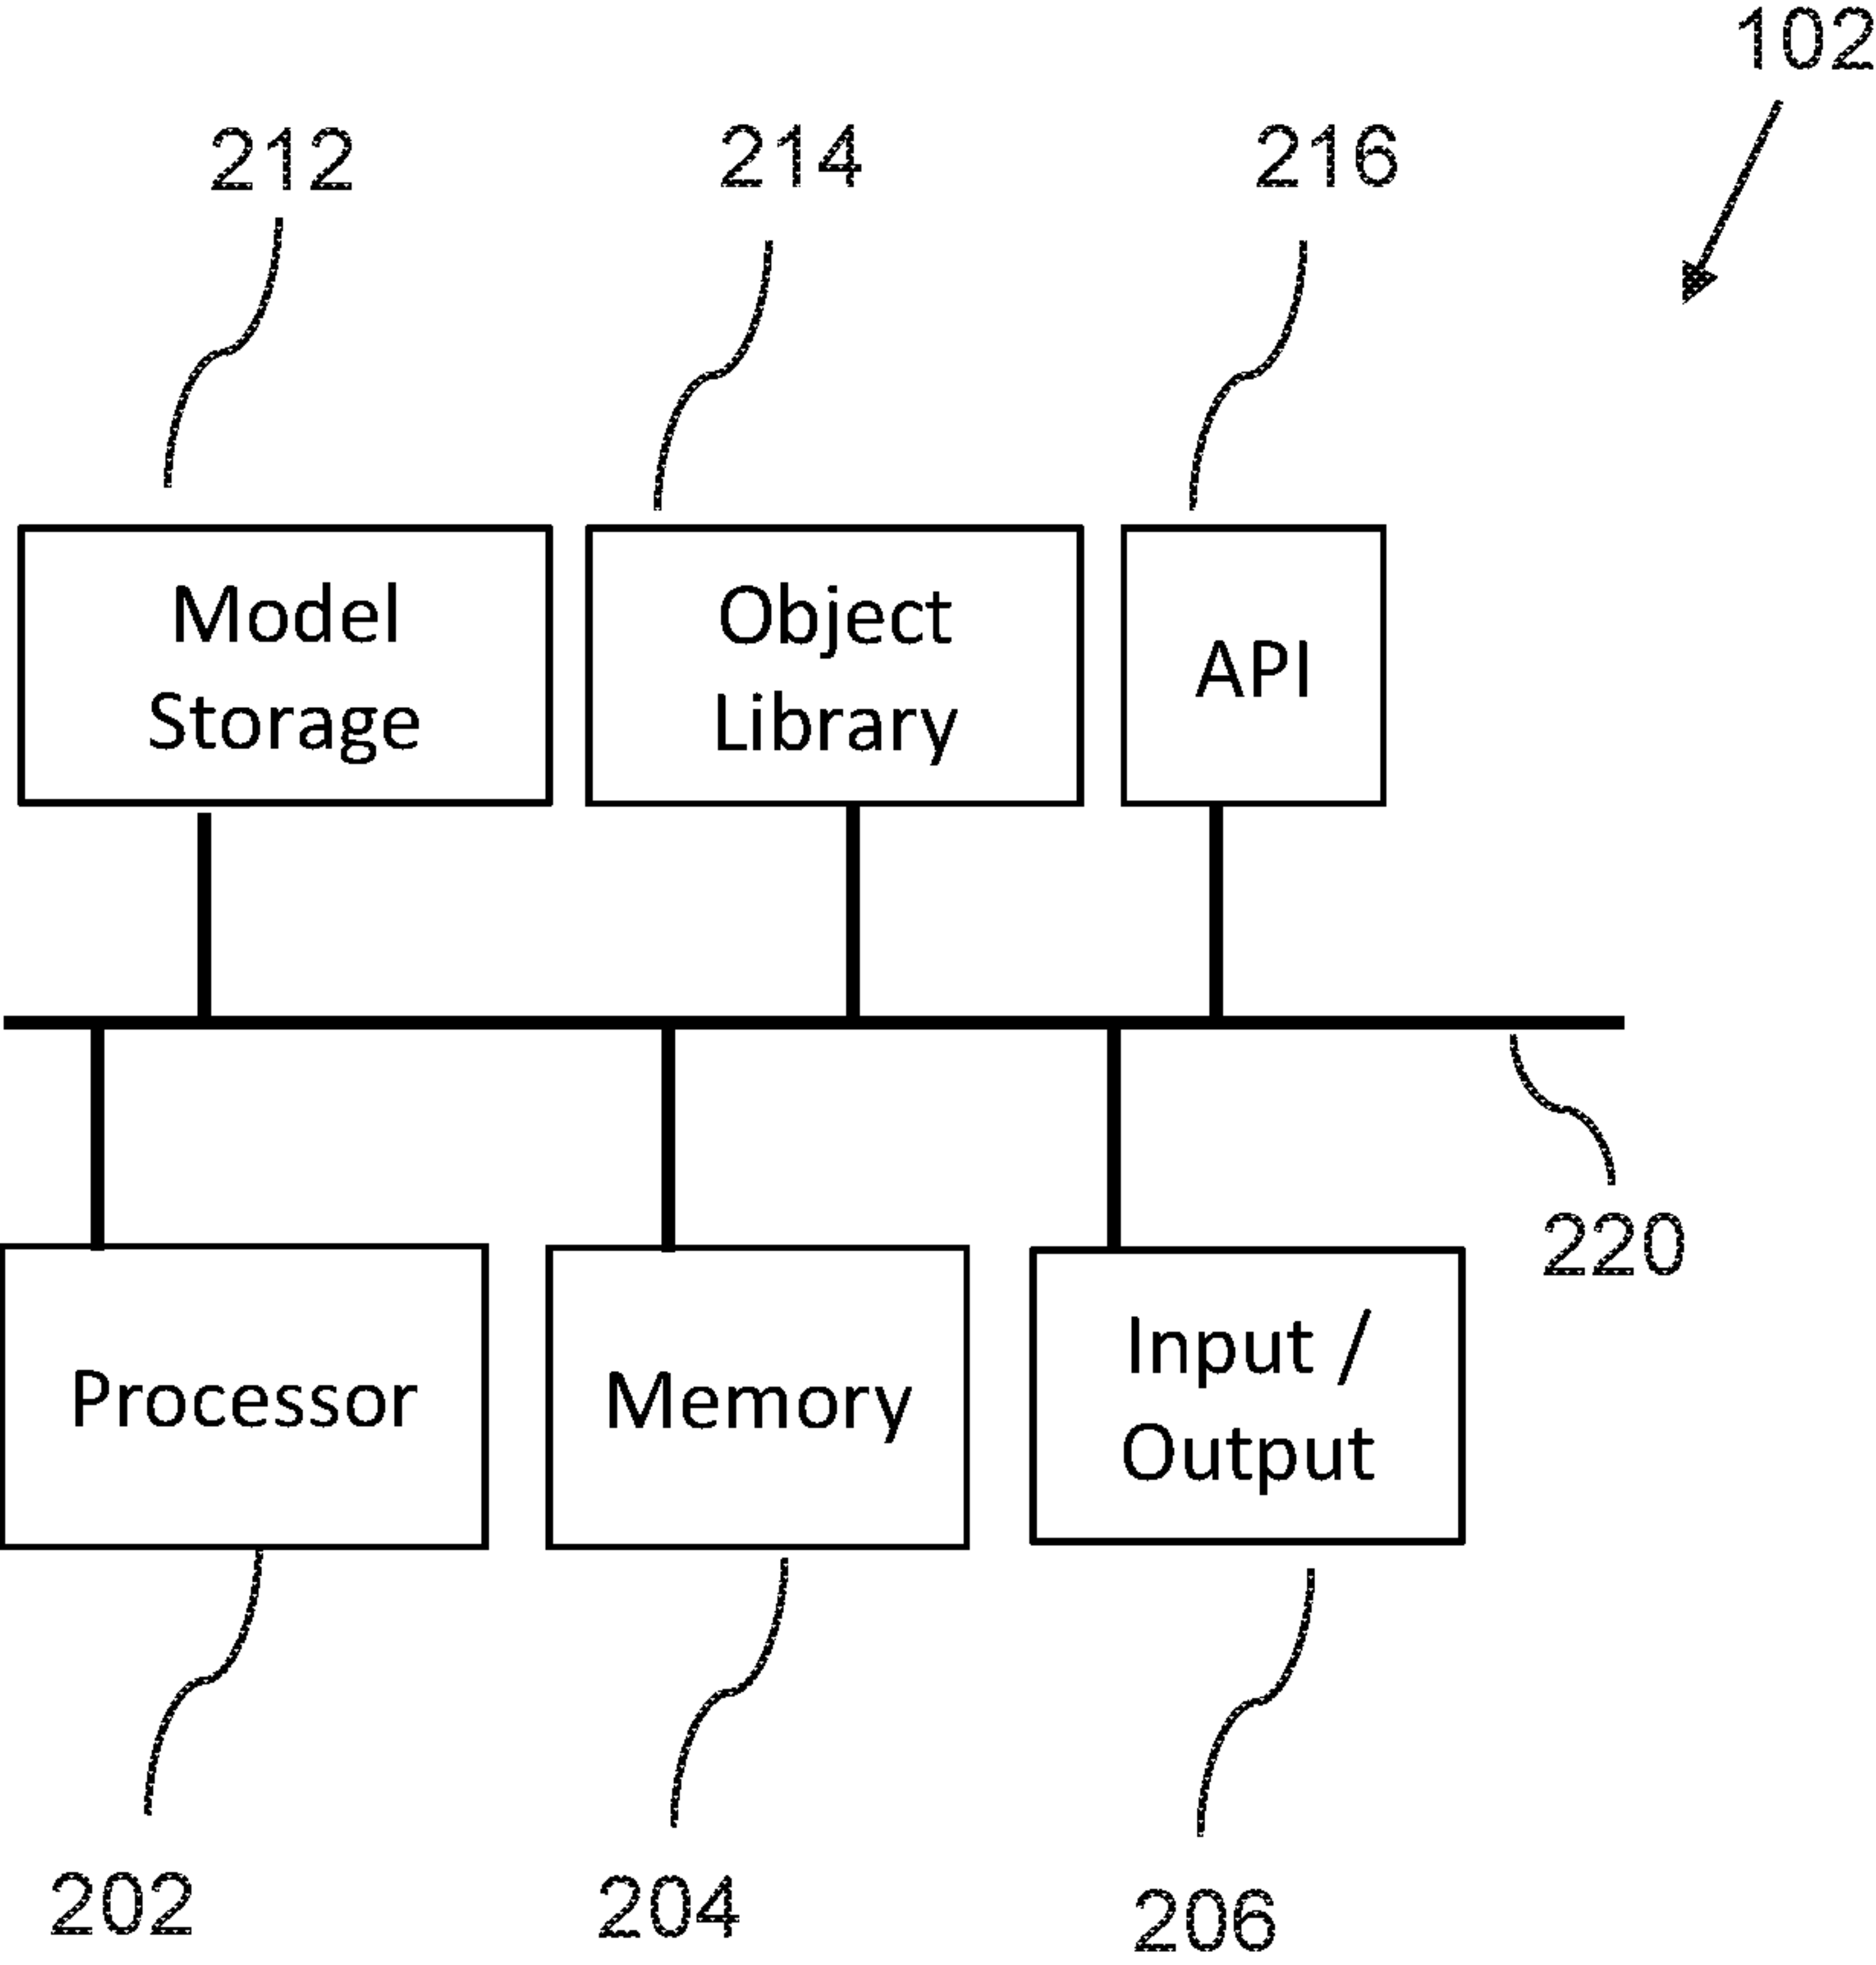 102
212
214
216
Model
Storage
Object
Library
API
220
Processor
Memory
Input /
Output
202
204
206